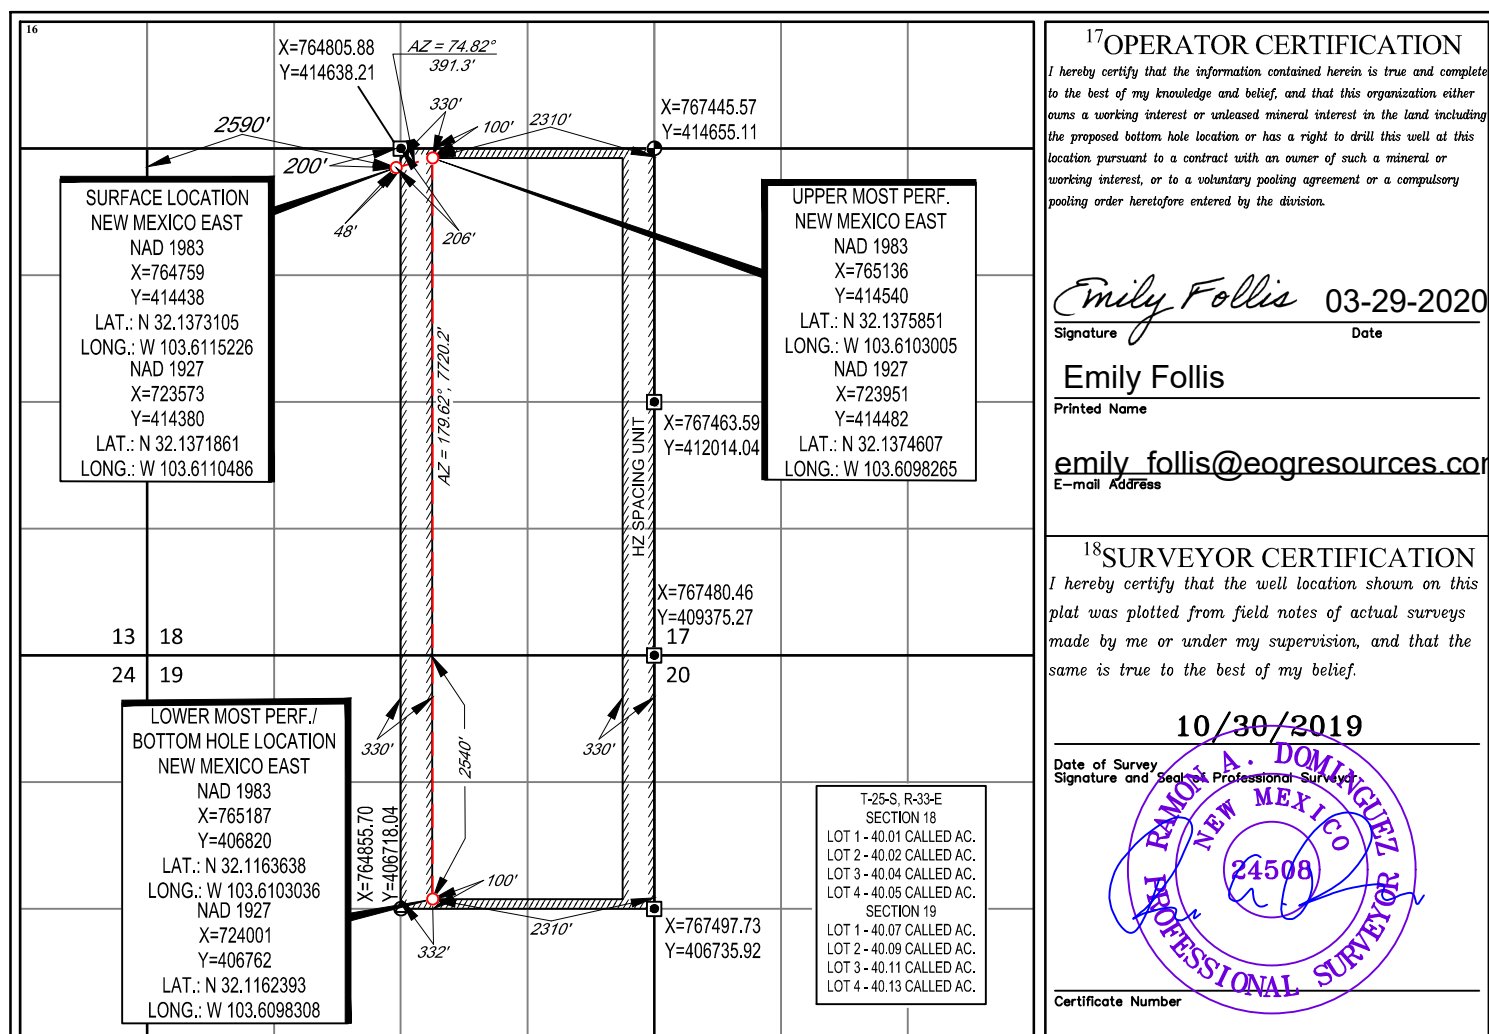 16
X=764805.88
Y=414638.21
AZ = 74.82°
391.3'
330'
100'
2310'
X=767445.57
Y=414655.11
2590'
200'
48'
206'
SURFACE LOCATION
NEW MEXICO EAST
NAD 1983
X=764759
Y=414438
LAT.: N 32.1373105
LONG.: W 103.6115226
NAD 1927
X=723573
Y=414380
LAT.: N 32.1371861
LONG.: W 103.6110486
UPPER MOST PERF.
NEW MEXICO EAST
NAD 1983
X=765136
Y=414540
LAT.: N 32.1375851
LONG.: W 103.6103005
NAD 1927
X=723951
Y=414482
LAT.: N 32.1374607
LONG.: W 103.6098265
AZ = 179.62°, 7720.2'
HZ SPACING UNIT
X=767463.59
Y=412014.04
X=767480.46
Y=409375.27
13 18
17
24 19
20
LOWER MOST PERF./
BOTTOM HOLE LOCATION
NEW MEXICO EAST
NAD 1983
X=765187
Y=406820
LAT.: N 32.1163638
LONG.: W 103.6103036
NAD 1927
X=724001
Y=406762
LAT.: N 32.1162393
LONG.: W 103.6098308
330'
2540'
330'
X=764855.70
Y=406718.04
100'
2310'
332'
X=767497.73
Y=406735.92
T-25-S, R-33-E
SECTION 18
LOT 1 - 40.01 CALLED AC.
LOT 2 - 40.02 CALLED AC.
LOT 3 - 40.04 CALLED AC.
LOT 4 - 40.05 CALLED AC.
SECTION 19
LOT 1 - 40.07 CALLED AC.
LOT 2 - 40.09 CALLED AC.
LOT 3 - 40.11 CALLED AC.
LOT 4 - 40.13 CALLED AC.
17OPERATOR CERTIFICATION
I hereby certify that the information contained herein is true and complete
to the best of my knowledge and belief, and that this organization either
owns a working interest or unleased mineral interest in the land including
the proposed bottom hole location or has a right to drill this well at this
location pursuant to a contract with an owner of such a mineral or
working interest, or to a voluntary pooling agreement or a compulsory
pooling order heretofore entered by the division.
Emily Follis 03-29-2020
Signature Date
Emily Follis
Printed Name
emily_follis@eogresources.com
E-mail Address
18SURVEYOR CERTIFICATION
I hereby certify that the well location shown on this
plat was plotted from field notes of actual surveys
made by me or under my supervision, and that the
same is true to the best of my belief.
10/30/2019
Date of Survey
Signature and Seal of Professional Surveyor
RAMON A. DOMINGUEZ
NEW MEXICO
24508
PROFESSIONAL SURVEYOR
Certificate Number